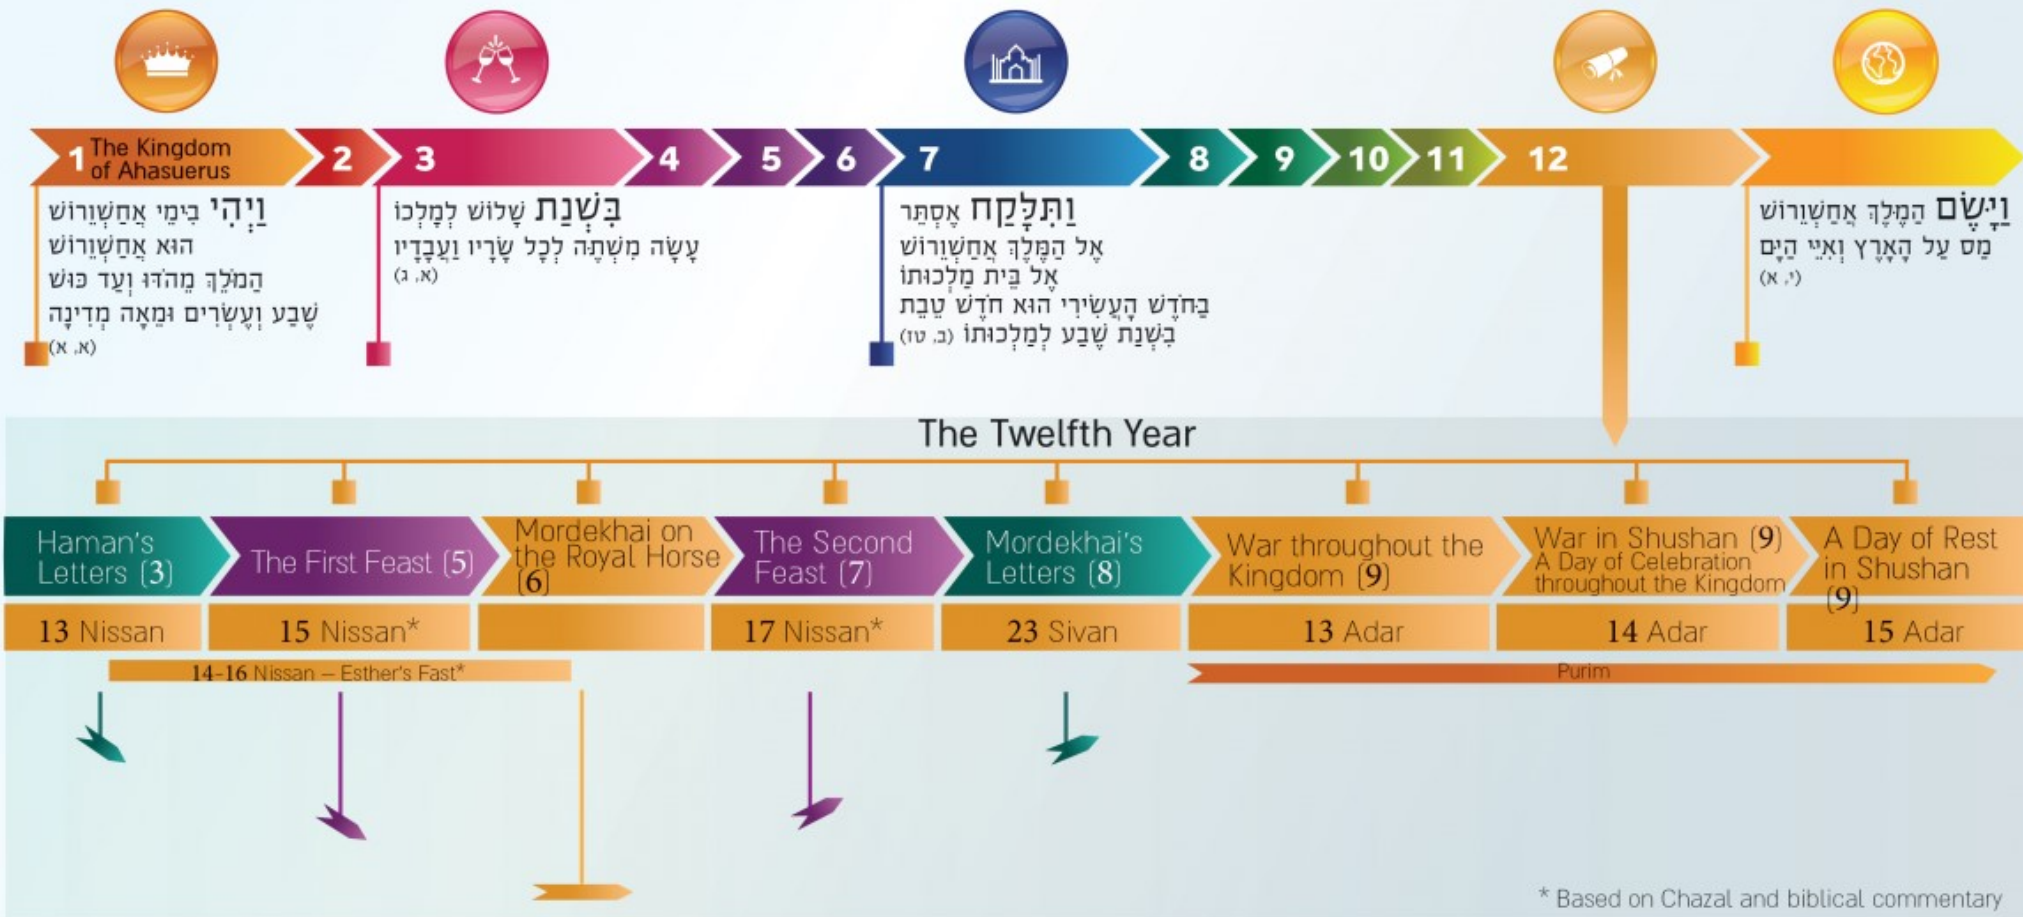 1 The Kingdom
of Ahasuerus
2
3
4
5
6
7
8
9
10
11
12
וַיְהִי בִּימֵי אֲחַשְׁוֵרוֹשׁ
הוּא אֲחַשְׁוֵרוֹשׁ
הַמֹּלֵךְ מֵהֹדּוּ וְעַד כּוּשׁ
שֶׁבַע וְעֶשְׂרִים וּמֵאָה מְדִינָה
(א, א)
בִּשְׁנַת שָׁלוֹשׁ לְמָלְכוֹ
עָשָׂה מִשְׁתֶּה לְכָל שָׂרָיו וַעֲבָדָיו
(א, ג)
וַתִּלָּקַח אֶסְתֵּר
אֶל הַמֶּלֶךְ אֲחַשְׁוֵרוֹשׁ
אֶל בֵּית מַלְכוּתוֹ
בַּחֹדֶשׁ הָעֲשִׂירִי הוּא חֹדֶשׁ טֵבֵת
בִּשְׁנַת שֶׁבַע לְמַלְכוּתוֹ (ב, טז)
וַיָּשֶׂם הַמֶּלֶךְ אֲחַשְׁוֵרוֹשׁ
מַס עַל הָאָרֶץ וְאִיֵּי הַיָּם
(י, א)
The Twelfth Year
Haman's
Letters (3)
The First Feast (5)
Mordekhai on
the Royal Horse
(6)
The Second
Feast (7)
Mordekhai's
Letters (8)
War throughout the
Kingdom (9)
War in Shushan (9)
A Day of Celebration
throughout the Kingdom
A Day of Rest
in Shushan
(9)
13 Nissan
15 Nissan*
17 Nissan*
23 Sivan
13 Adar
14 Adar
15 Adar
14-16 Nissan – Esther's Fast*
Purim
* Based on Chazal and biblical commentary